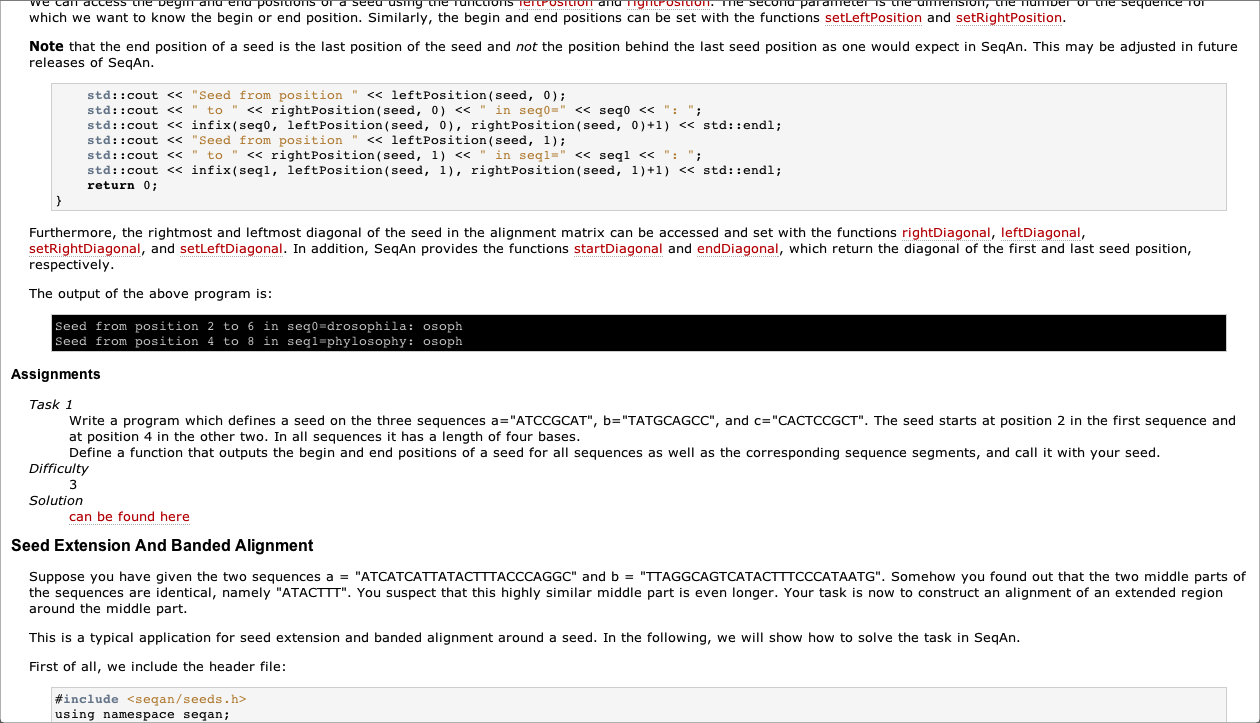 We can access the begin and end positions of a seed using the functions leftPosition and rightPosition. The second parameter is the dimension, the number of the sequence for
which we want to know the begin or end position. Similarly, the begin and end positions can be set with the functions setLeftPosition and setRightPosition.
Note that the end position of a seed is the last position of the seed and not the position behind the last seed position as one would expect in SeqAn. This may be adjusted in future
releases of SeqAn.
std::cout << "Seed from position " << leftPosition(seed, 0);
std::cout << " to " << rightPosition(seed, 0) << " in seq0=" << seq0 << ": ";
std::cout << infix(seq0, leftPosition(seed, 0), rightPosition(seed, 0)+1) << std::endl;
std::cout << "Seed from position " << leftPosition(seed, 1);
std::cout << " to " << rightPosition(seed, 1) << " in seq1=" << seq1 << ": ";
std::cout << infix(seq1, leftPosition(seed, 1), rightPosition(seed, 1)+1) << std::endl;
return 0;
}
Furthermore, the rightmost and leftmost diagonal of the seed in the alignment matrix can be accessed and set with the functions rightDiagonal, leftDiagonal,
setRightDiagonal, and setLeftDiagonal. In addition, SeqAn provides the functions startDiagonal and endDiagonal, which return the diagonal of the first and last seed position,
respectively.
The output of the above program is:
Seed from position 2 to 6 in seq0=drosophila: osoph
Seed from position 4 to 8 in seq1=phylosophy: osoph
Assignments
Task 1
Write a program which defines a seed on the three sequences a="ATCCGCAT", b="TATGCAGCC", and c="CACTCCGCT". The seed starts at position 2 in the first sequence and
at position 4 in the other two. In all sequences it has a length of four bases.
Define a function that outputs the begin and end positions of a seed for all sequences as well as the corresponding sequence segments, and call it with your seed.
Difficulty
3
Solution
can be found here
Seed Extension And Banded Alignment
Suppose you have given the two sequences a = "ATCATCATTATACTTTACCCAGGC" and b = "TTAGGCAGTCATACTTTCCCATAATG". Somehow you found out that the two middle parts of
the sequences are identical, namely "ATACTTT". You suspect that this highly similar middle part is even longer. Your task is now to construct an alignment of an extended region
around the middle part.
This is a typical application for seed extension and banded alignment around a seed. In the following, we will show how to solve the task in SeqAn.
First of all, we include the header file:
#include <seqan/seeds.h>
using namespace seqan;